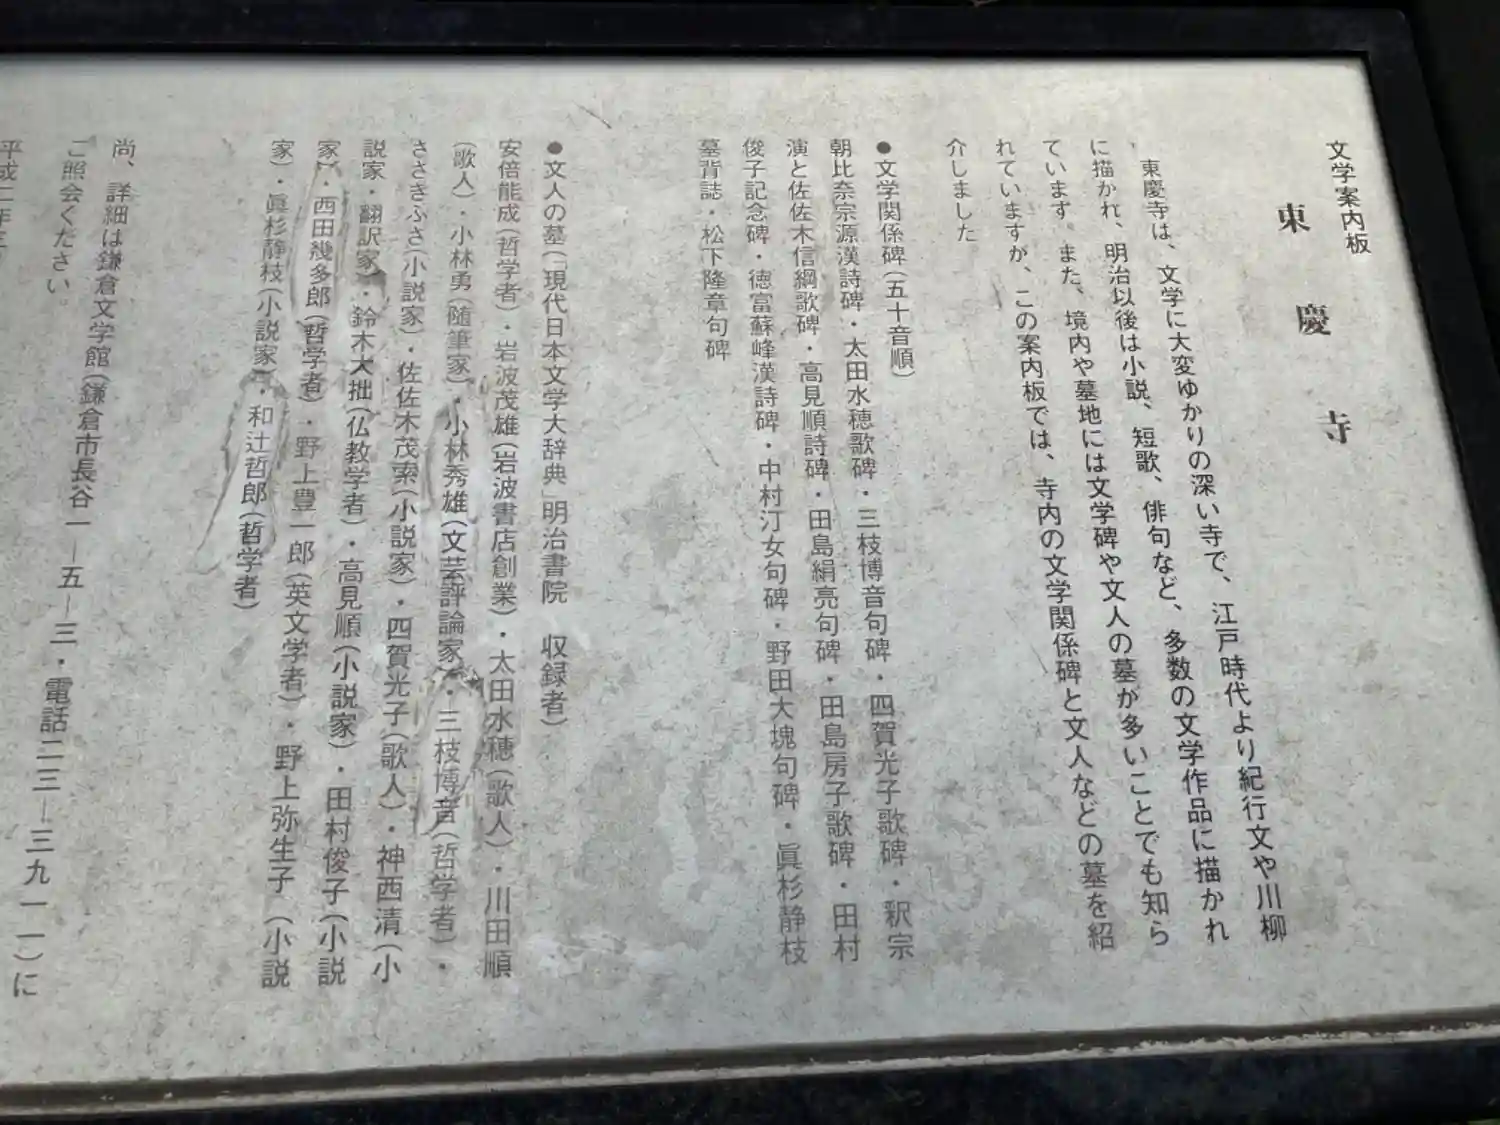 文学案内板
東慶寺
東慶寺は、文学に大変ゆかりの深い寺で、江戸時代より紀行文や川柳
に描かれ、明治以後は小説、短歌、俳句など、多数の文学作品に描かれ
ています。また、境内や墓地には文学碑や文人の墓が多いことでも知ら
れていますが、この案内板では、寺内の文学関係碑と文人などの墓を紹
介しました
●文学関係碑(五十音順)
朝比奈宗源漢詩碑・太田水穂歌碑・三枝博音句碑・四賀光子歌碑・釈宗
演と佐佐木信綱歌碑・高見順詩碑・田島絹亮句碑・田島房子歌碑・田村
俊子記念碑・徳富蘇峰漢詩碑・中村汀女句碑・野田大塊句碑・眞杉静枝
墓背誌・松下隆章句碑
●文人の墓(「現代日本文学大辞典」明治書院　収録者)
安倍能成(哲学者)・岩波茂雄(岩波書店創業)・太田水穂(歌人)・川田順
(歌人)・小林勇(随筆家)・小林秀雄(文芸評論家)・三枝博音(哲学者)・
ささきふさ(小説家)・佐佐木茂索(小説家)・四賀光子(歌人)・神西清(小
説家・翻訳家)・鈴木大拙(仏教学者)・高見順(小説家)・田村俊子(小説
家)・西田幾多郎(哲学者)・野上豊一郎(英文学者)・野上弥生子(小説
家)・眞杉静枝(小説家)・和辻哲郎(哲学者)
尚、詳細は鎌倉文学館(鎌倉市長谷一―五―三・電話二三―三九一一)に
ご照会ください
平成二年